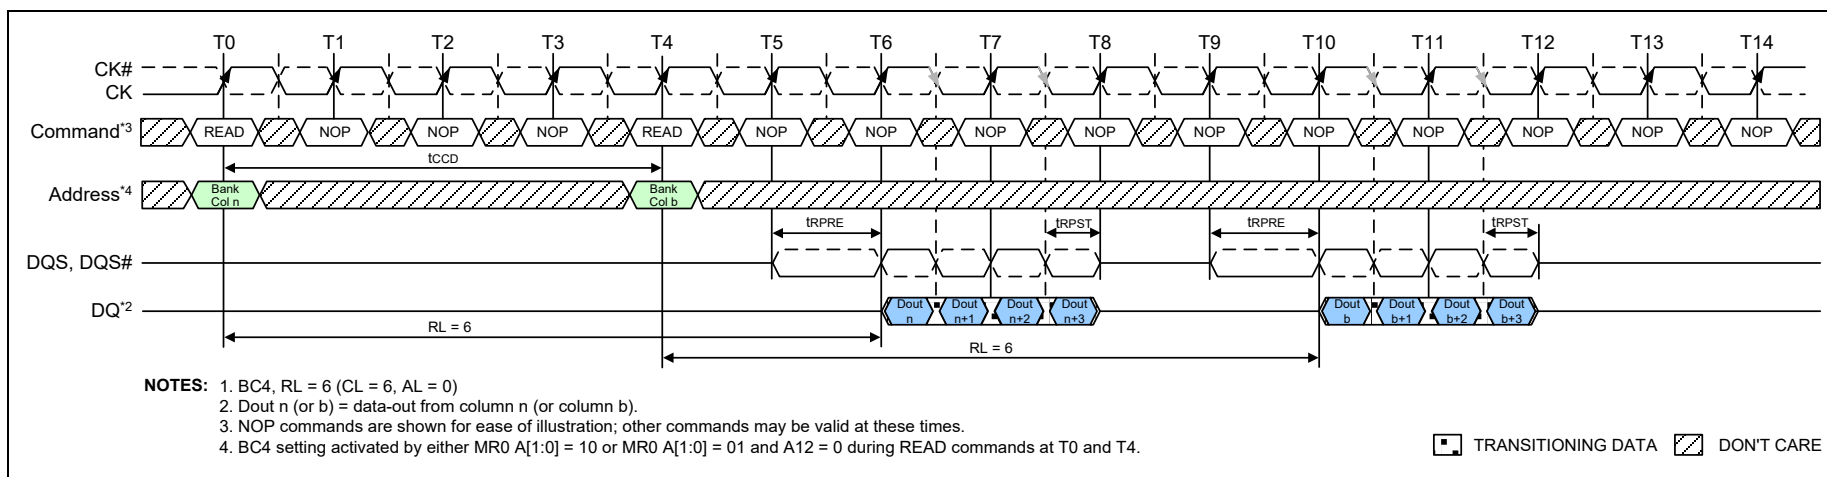 T0 T1 T2 T3 T4 T5 T6 T7 T8 T9 T10 T11 T12 T13 T14
CK#
CK
Command*3 READ NOP NOP NOP READ NOP NOP NOP NOP NOP NOP NOP NOP NOP NOP
tCCD
Address*4 Bank Col n Bank Col b
tRPRE tRPST tRPRE tRPST
DQS, DQS#
DQ*2 Dout n Dout n+1 Dout n+2 Dout n+3 Dout b Dout b+1 Dout b+2 Dout b+3
RL = 6
RL = 6
NOTES: 1. BC4, RL = 6 (CL = 6, AL = 0)
2. Dout n (or b) = data-out from column n (or column b).
3. NOP commands are shown for ease of illustration; other commands may be valid at these times.
4. BC4 setting activated by either MR0 A[1:0] = 10 or MR0 A[1:0] = 01 and A12 = 0 during READ commands at T0 and T4.
TRANSITIONING DATA DON'T CARE